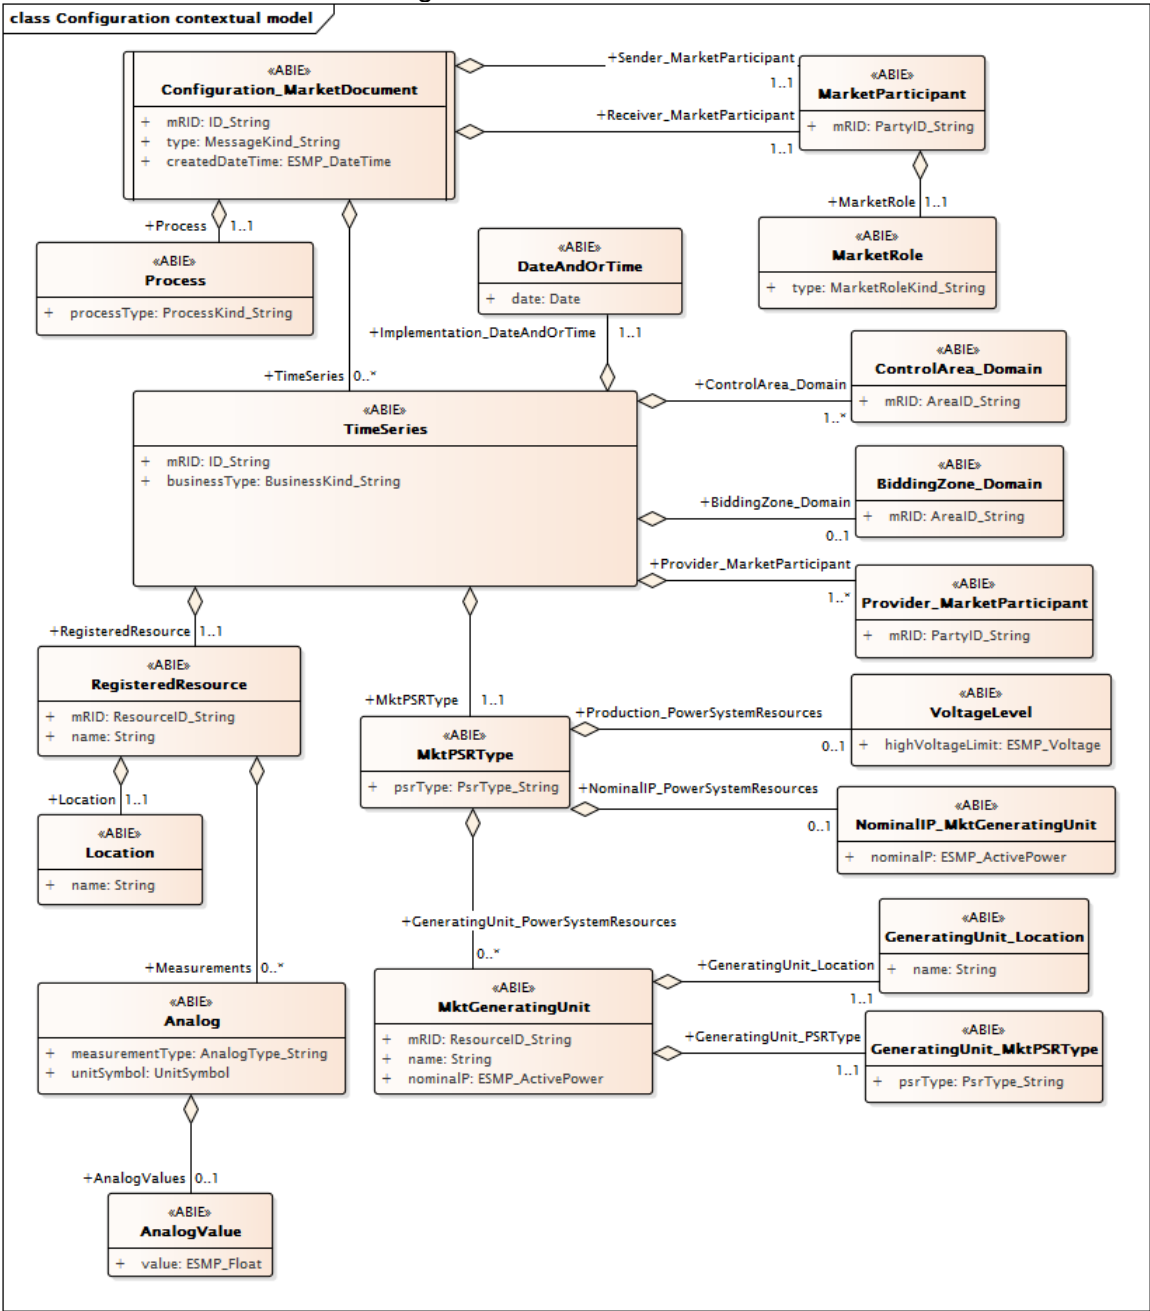 class Configuration contextual model
«ABIE»
Configuration_MarketDocument
+ mRID: ID_String
+ type: MessageKind_String
+ createdDateTime: ESMP_DateTime
+Sender_MarketParticipant
1..1
+Receiver_MarketParticipant
1..1
«ABIE»
MarketParticipant
+ mRID: PartyID_String
+MarketRole 1..1
«ABIE»
MarketRole
+ type: MarketRoleKind_String
+Process 1..1
«ABIE»
Process
+ processType: ProcessKind_String
«ABIE»
DateAndOrTime
+ date: Date
+Implementation_DateAndOrTime 1..1
+TimeSeries 0..*
«ABIE»
TimeSeries
+ mRID: ID_String
+ businessType: BusinessKind_String
+ControlArea_Domain
1..*
«ABIE»
ControlArea_Domain
+ mRID: AreaID_String
+BiddingZone_Domain
0..1
«ABIE»
BiddingZone_Domain
+ mRID: AreaID_String
+Provider_MarketParticipant
1..*
«ABIE»
Provider_MarketParticipant
+ mRID: PartyID_String
+RegisteredResource 1..1
«ABIE»
RegisteredResource
+ mRID: ResourceID_String
+ name: String
+MktPSRType 1..1
«ABIE»
MktPSRType
+ psrType: PsrType_String
+Production_PowerSystemResources
0..1
«ABIE»
VoltageLevel
+ highVoltageLimit: ESMP_Voltage
+NominalIP_PowerSystemResources
0..1
«ABIE»
NominalIP_MktGeneratingUnit
+ nominalP: ESMP_ActivePower
+Location 1..1
«ABIE»
Location
+ name: String
+GeneratingUnit_PowerSystemResources
0..*
«ABIE»
MktGeneratingUnit
+ mRID: ResourceID_String
+ name: String
+ nominalP: ESMP_ActivePower
+GeneratingUnit_Location
1..1
«ABIE»
GeneratingUnit_Location
+ name: String
+GeneratingUnit_PSRType
1..1
«ABIE»
GeneratingUnit_MktPSRType
+ psrType: PsrType_String
+Measurements 0..*
«ABIE»
Analog
+ measurementType: AnalogType_String
+ unitSymbol: UnitSymbol
+AnalogValues 0..1
«ABIE»
AnalogValue
+ value: ESMP_Float